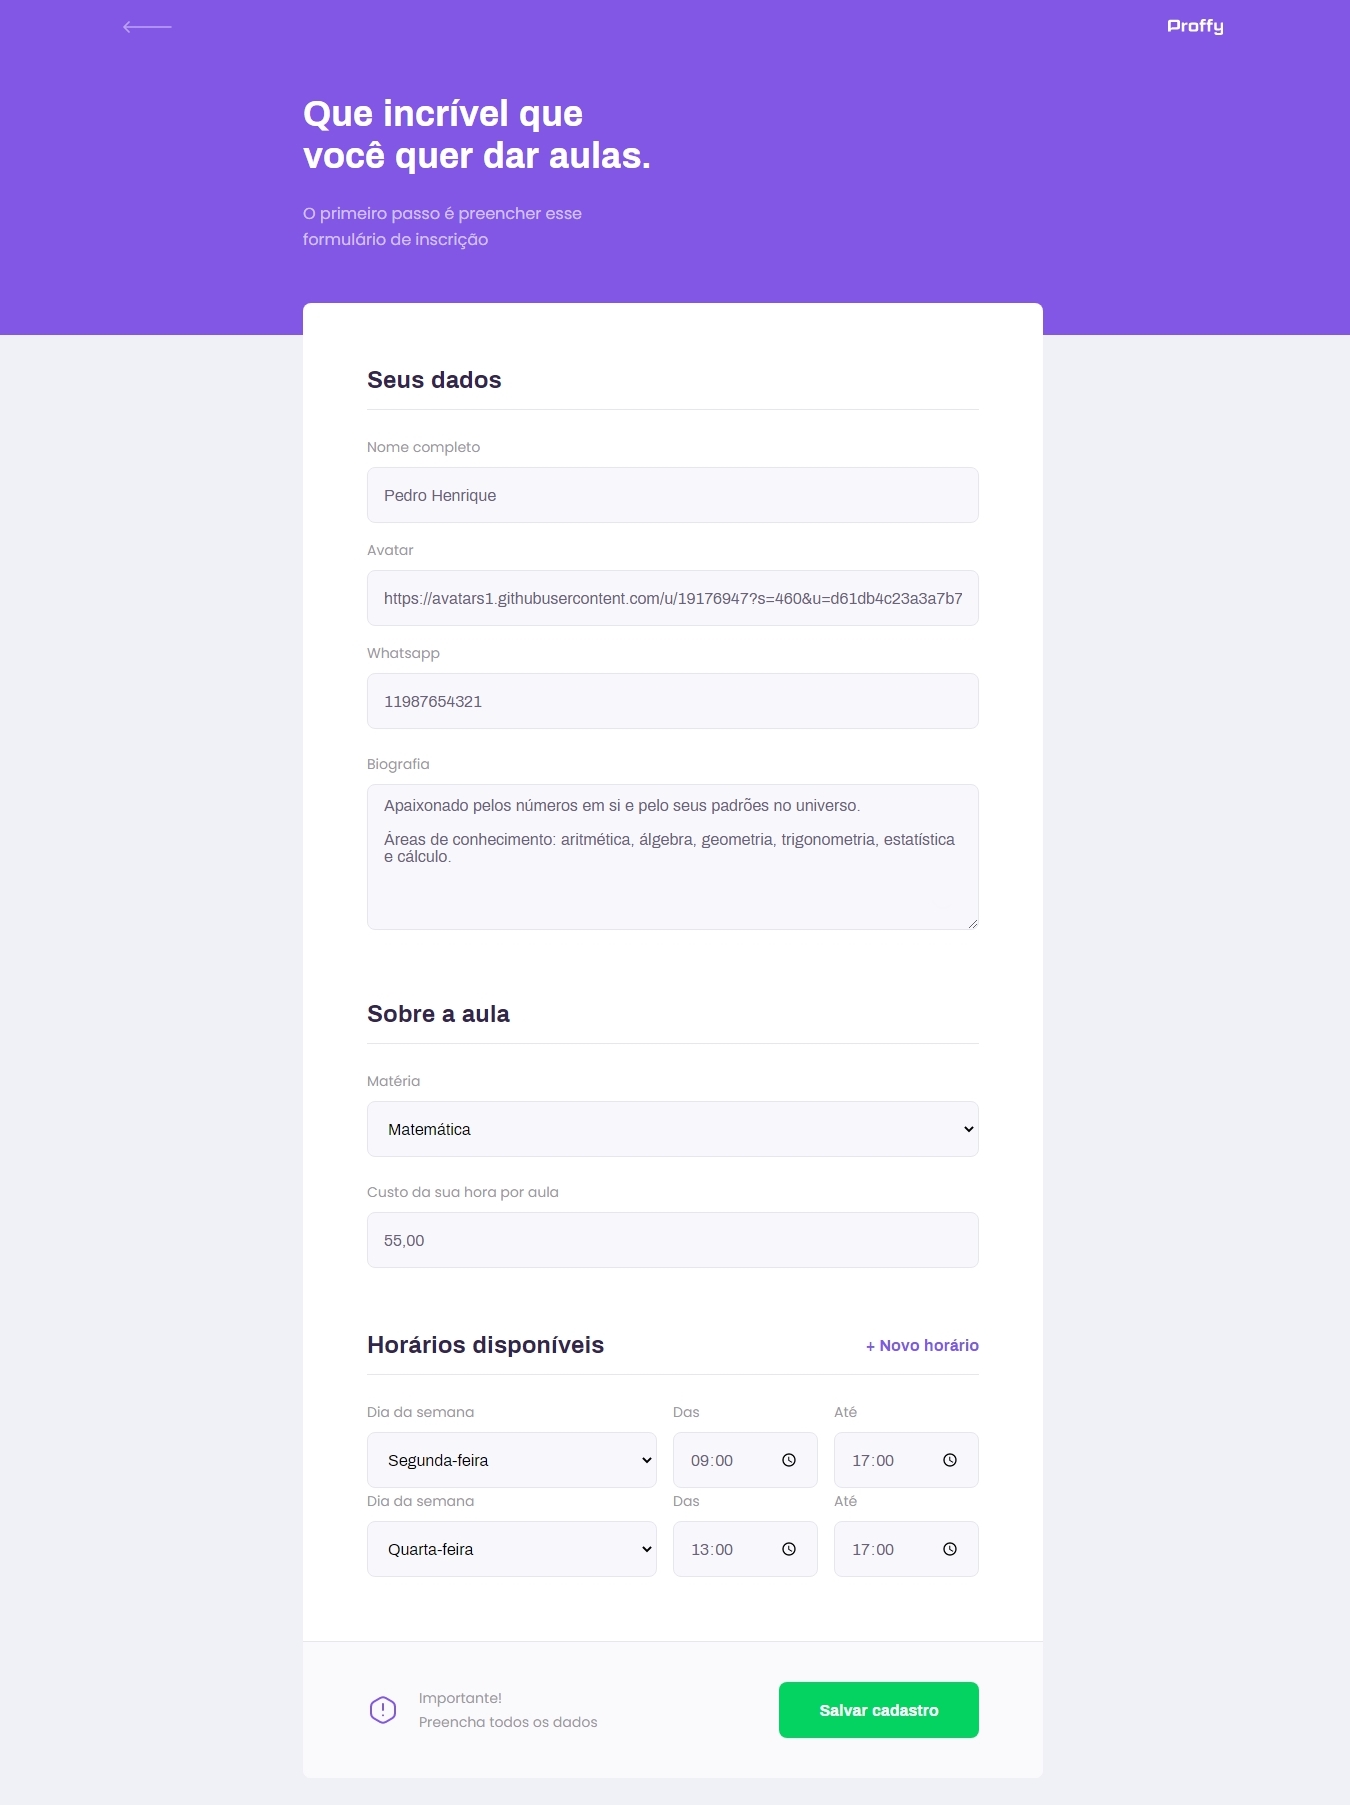 Proffy
Que incrível que
você quer dar aulas.
O primeiro passo é preencher esse
formulário de inscrição
Seus dados
Nome completo
Pedro Henrique
Avatar
https://avatars1.githubusercontent.com/u/19176947?s=460&u=d61db4c23a3a7b7
Whatsapp
11987654321
Biografia
Apaixonado pelos números em si e pelo seus padrões no universo.
Áreas de conhecimento: aritmética, álgebra, geometria, trigonometria, estatística
e cálculo.
Sobre a aula
Matéria
Matemática
Custo da sua hora por aula
55,00
Horários disponíveis + Novo horário
Dia da semana Das Até
Segunda-feira 09:00 17:00
Dia da semana Das Até
Quarta-feira 13:00 17:00
Importante!
Preencha todos os dados
Salvar cadastro